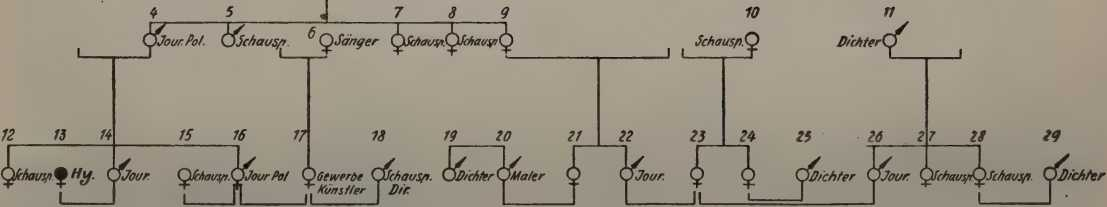 4 5 7 8 9 10 11
Jour. Pol. Schausp. 6 Sänger Schausp. Schausp Schausp. Dichter
12 13 14 15 16 17 18 19 20 21 22 23 24 25 26 27 28 29
Schausp. Hy. Jour. Schausp. Jour Pol Gewerbe Schausp. Dichter Maler Jour. Dichter Jour. Schausp Schausp. Dichter
Künstler Dir.